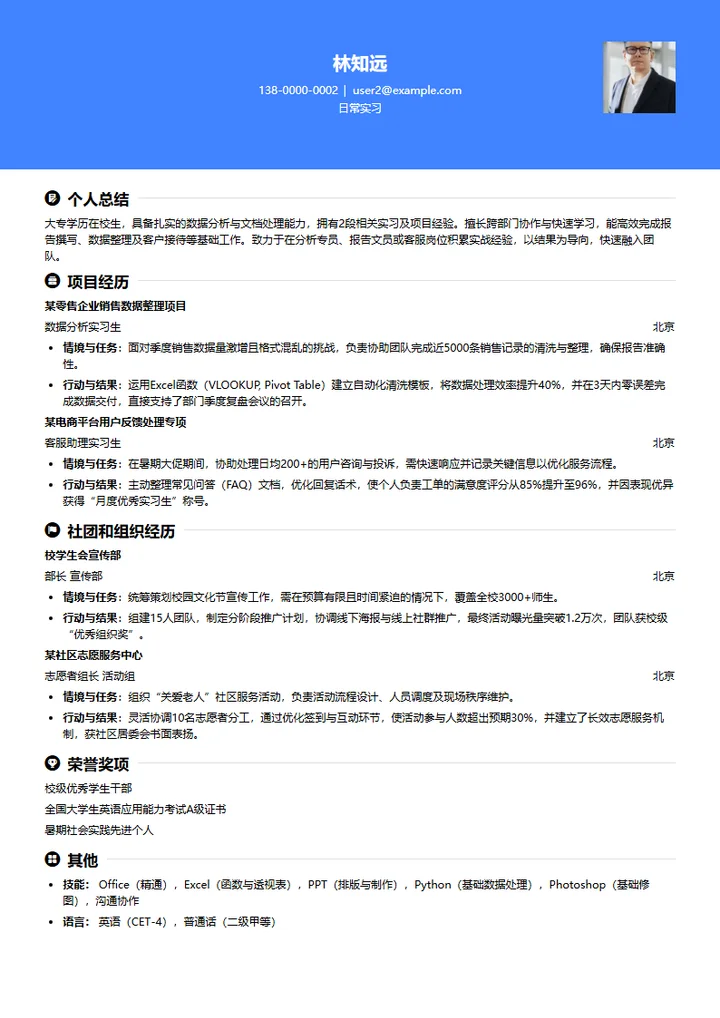 林知远
138-0000-0002 | user2@example.com
日常实习
个人总结
大专学历在校生，具备扎实的数据分析与文档处理能力，拥有2段相关实习及项目经验。擅长跨部门协作与快速学习，能高效完成报
告撰写、数据整理及客户接待等基础工作。致力于在分析专员、报告文员或客服岗位积累实战经验，以结果为导向，快速融入团
队。
项目经历
某零售企业销售数据整理项目
数据分析实习生 北京
• 情境与任务：面对季度销售数据量激增且格式混乱的挑战，负责协助团队完成近5000条销售记录的清洗与整理，确保报告准确
性。
• 行动与结果：运用Excel函数（VLOOKUP, Pivot Table）建立自动化清洗模板，将数据处理效率提升40%，并在3天内零误差完
成数据交付，直接支持了部门季度复盘会议的召开。
某电商平台用户反馈处理专项
客服助理实习生 北京
• 情境与任务：在暑期大促期间，协助处理日均200+的用户咨询与投诉，需快速响应并记录关键信息以优化服务流程。
• 行动与结果：主动整理常见问答（FAQ）文档，优化回复话术，使个人负责工单的满意度评分从85%提升至96%，并因表现优异
获得“月度优秀实习生”称号。
社团和组织经历
校学生会宣传部
部长 宣传部 北京
• 情境与任务：统筹策划校园文化节宣传工作，需在预算有限且时间紧迫的情况下，覆盖全校3000+师生。
• 行动与结果：组建15人团队，制定分阶段推广计划，协调线下海报与线上社群推广，最终活动曝光量突破1.2万次，团队获校级
“优秀组织奖”。
某社区志愿服务中心
志愿者组长 活动组 北京
• 情境与任务：组织“关爱老人”社区服务活动，负责活动流程设计、人员调度及现场秩序维护。
• 行动与结果：灵活协调10名志愿者分工，通过优化签到与互动环节，使活动参与人数超出预期30%，并建立了长效志愿服务机
制，获社区居委会书面表扬。
荣誉奖项
校级优秀学生干部
全国大学生英语应用能力考试A级证书
暑期社会实践先进个人
其他
• 技能： Office（精通）, Excel（函数与透视表）, PPT（排版与制作）, Python（基础数据处理）, Photoshop（基础修
图）, 沟通协作
• 语言： 英语（CET-4）, 普通话（二级甲等）